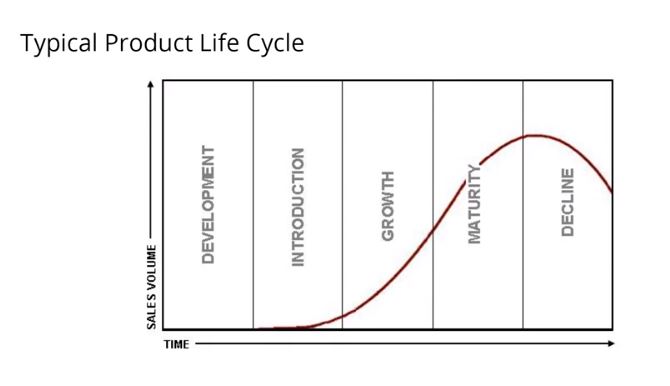 Typical Product Life Cycle
DEVELOPMENT
INTRODUCTION
GROWTH
MATURITY
DECLINE
SALES VOLUME
TIME